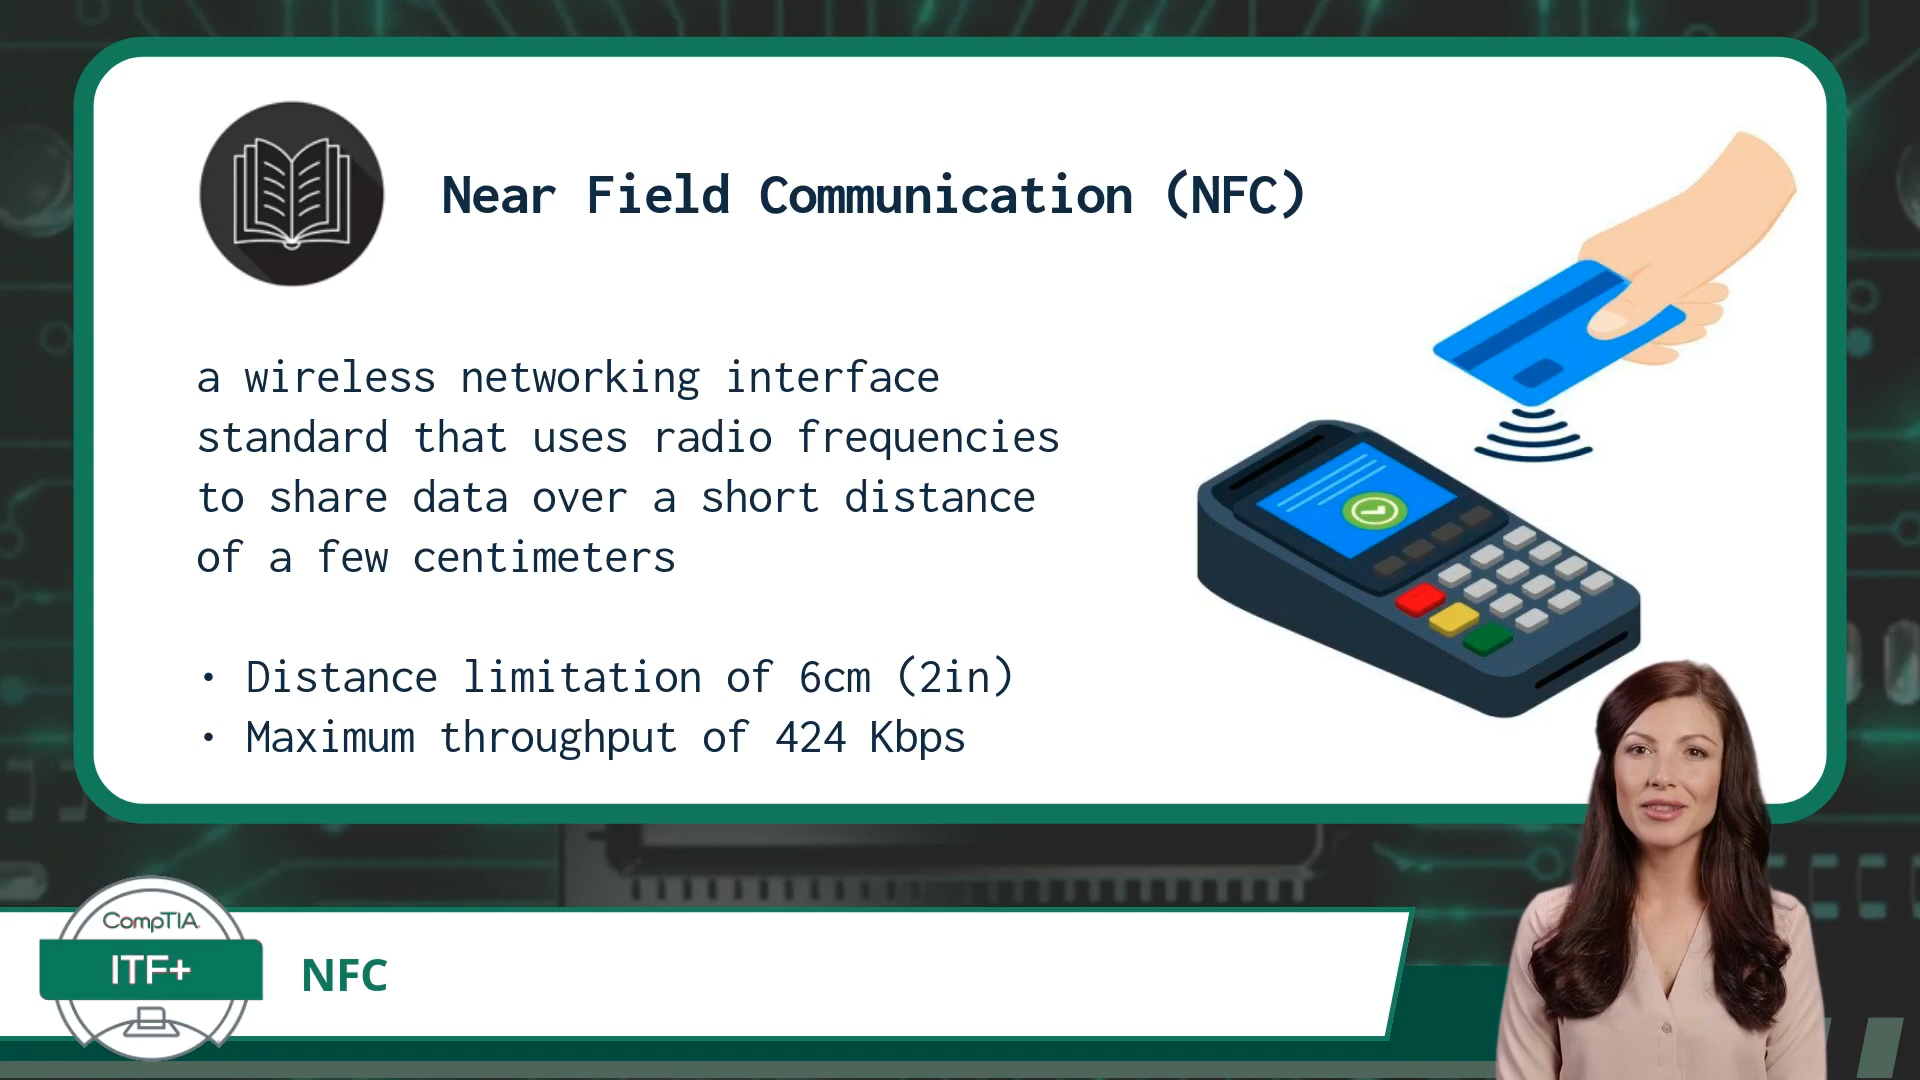 Near Field Communication (NFC)
a wireless networking interface
standard that uses radio frequencies
to share data over a short distance
of a few centimeters
• Distance limitation of 6cm (2in)
• Maximum throughput of 424 Kbps
CompTIA
ITF+
NFC